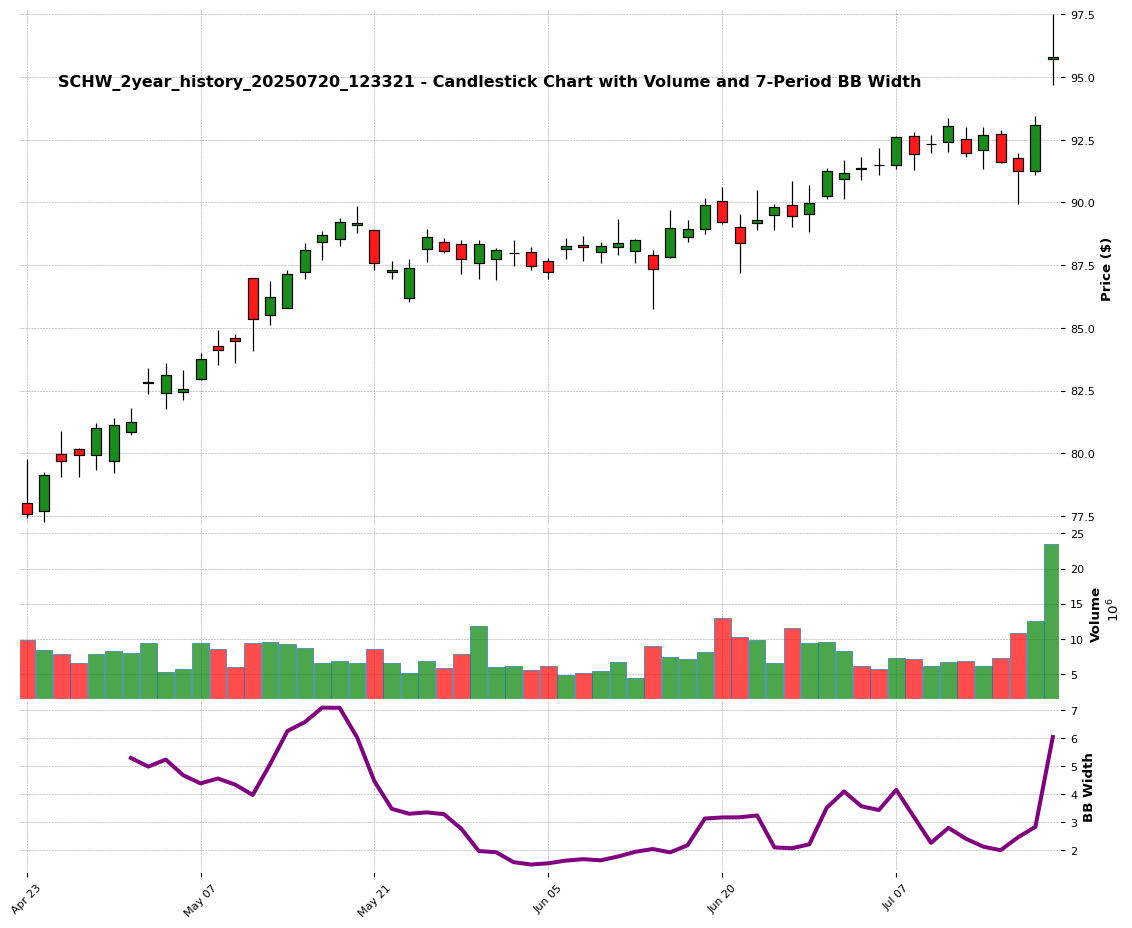 97.5
SCHW_2year_history_20250720_123321 - Candlestick Chart with Volume and 7-Period BB Width
95.0
92.5
90.0
Price ($)
87.5
85.0
82.5
80.0
77.5
25
20
15
Volume
10^6
10
5
7
6
5
BB Width
4
3
2
Apr 23
May 07
May 21
Jun 05
Jun 20
Jul 07